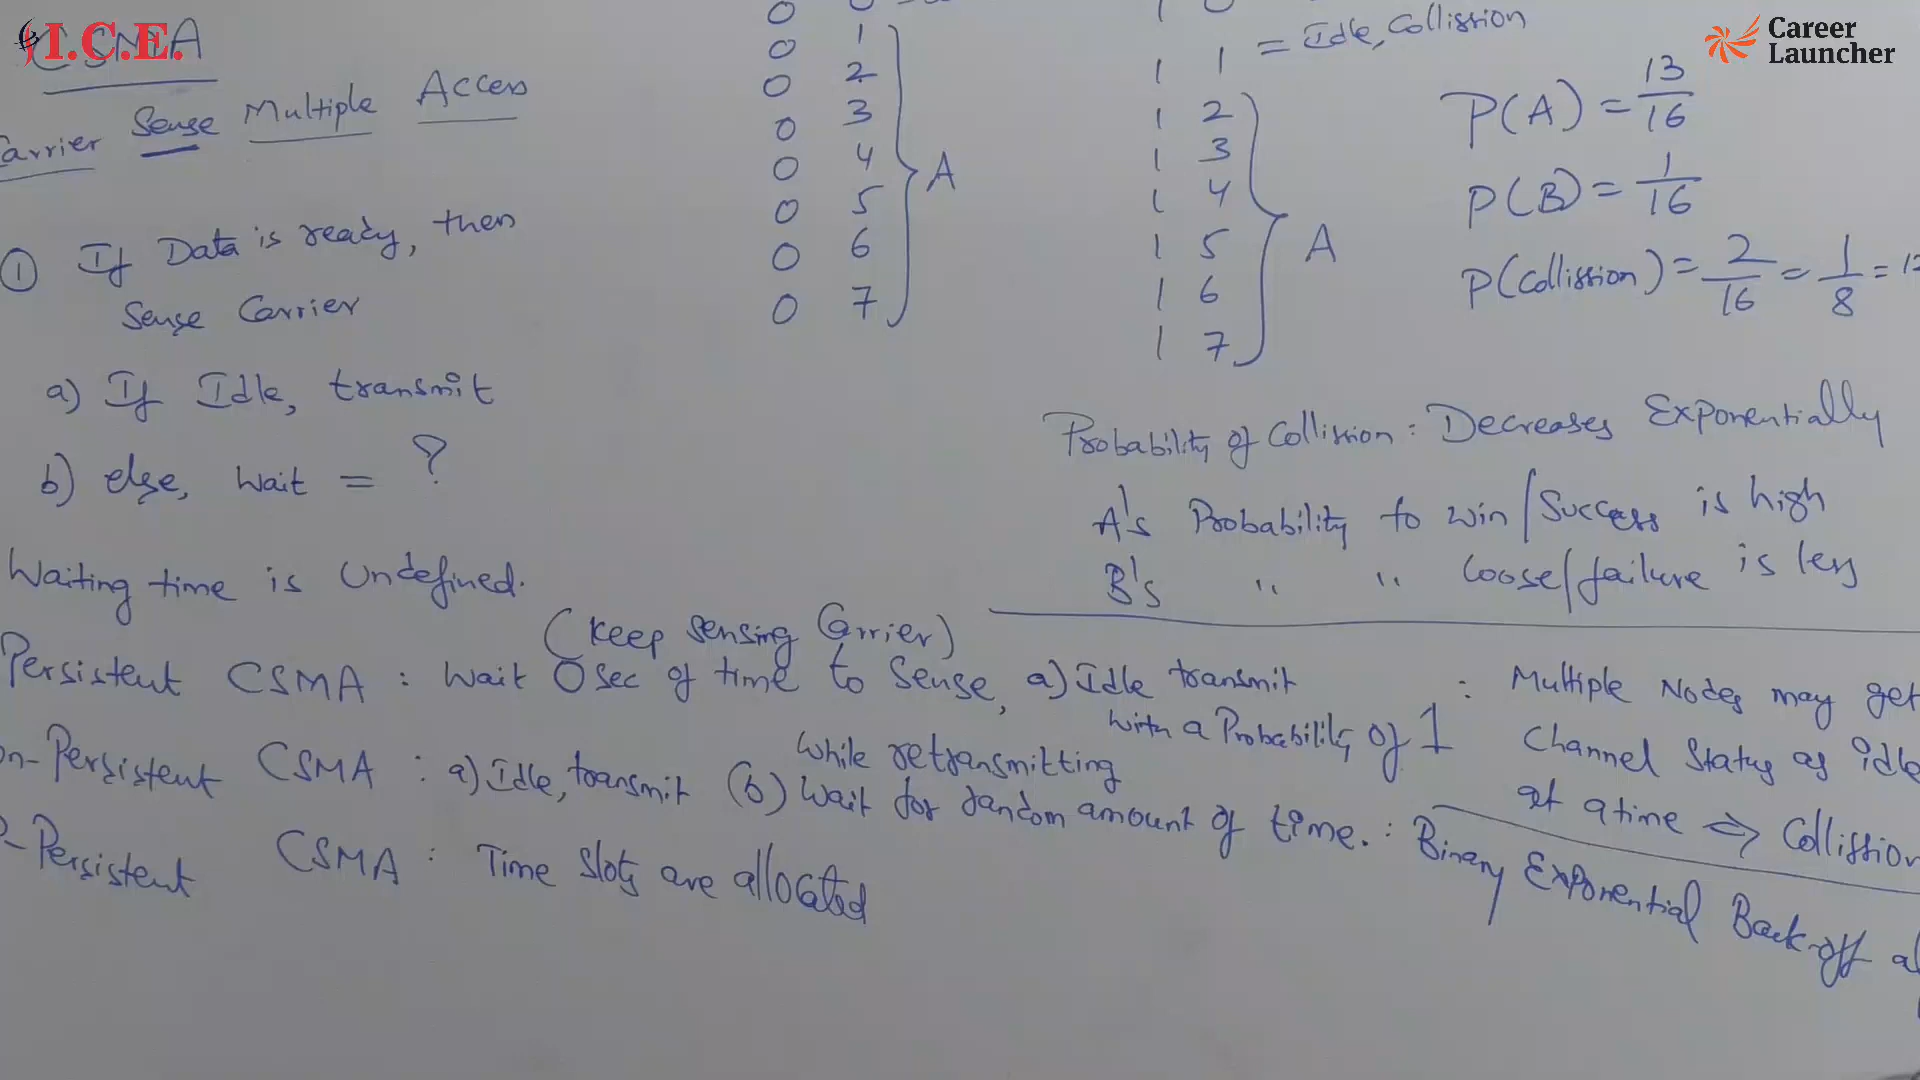 I.C.E.
CSMA
Carrier Sense Multiple Access
① If Data is ready, then
Sense Carrier
a) If Idle, transmit
b) else, wait = ?
Waiting time is Undefined.
(Keep sensing Carrier)
Persistent CSMA : Wait 0 sec of time to Sense, a) Idle transmit
with a Probability of 1
: Multiple Nodes may get
Channel Status as idle
at a time ⇒ Collission
n-Persistent CSMA : a) Idle, transmit (b) Wait for random amount of time. : Binary Exponential Back-off al
while retransmitting
P-Persistent CSMA : Time Slots are allocated
0
0 1
0 2
0 3
0 4
0 5
0 6
0 7
A
1 0
1 1 = Idle, Collission
1 2
1 3
1 4
1 5
1 6
1 7
A
P(A) = 13/16
P(B) = 1/16
P(Collission) = 2/16 = 1/8 = 1
Probability of Collission : Decreases Exponentially
A's Probability to win/Success is high
B's " " loose/failure is less
Career
Launcher